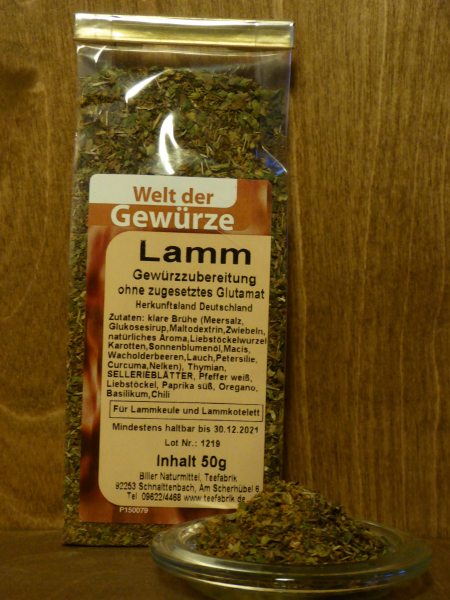 Welt der
Gewürze
Lamm
Gewürzzubereitung
ohne zugesetztes Glutamat
Herkunftsland Deutschland
Zutaten: klare Brühe (Meersalz,
Glukosesirup,Maltodextrin,Zwiebeln,
natürliches Aroma,Liebstöckelwurzel
Karotten,Sonnenblumenöl,Macis,
Wacholderbeeren,Lauch,Petersilie,
Curcuma,Nelken), Thymian,
SELLERIEBLÄTTER, Pfeffer weiß,
Liebstöckel, Paprika süß, Oregano,
Basilikum,Chili
Für Lammkeule und Lammkotelett
Mindestens haltbar bis 30.12.2021
Lot Nr.: 1219
Inhalt 50g
Biller Naturmittel, Teefabrik
92253 Schnaittenbach, Am Scherhübel 6
Tel 09622/4468 www.teefabrik.de
P150079